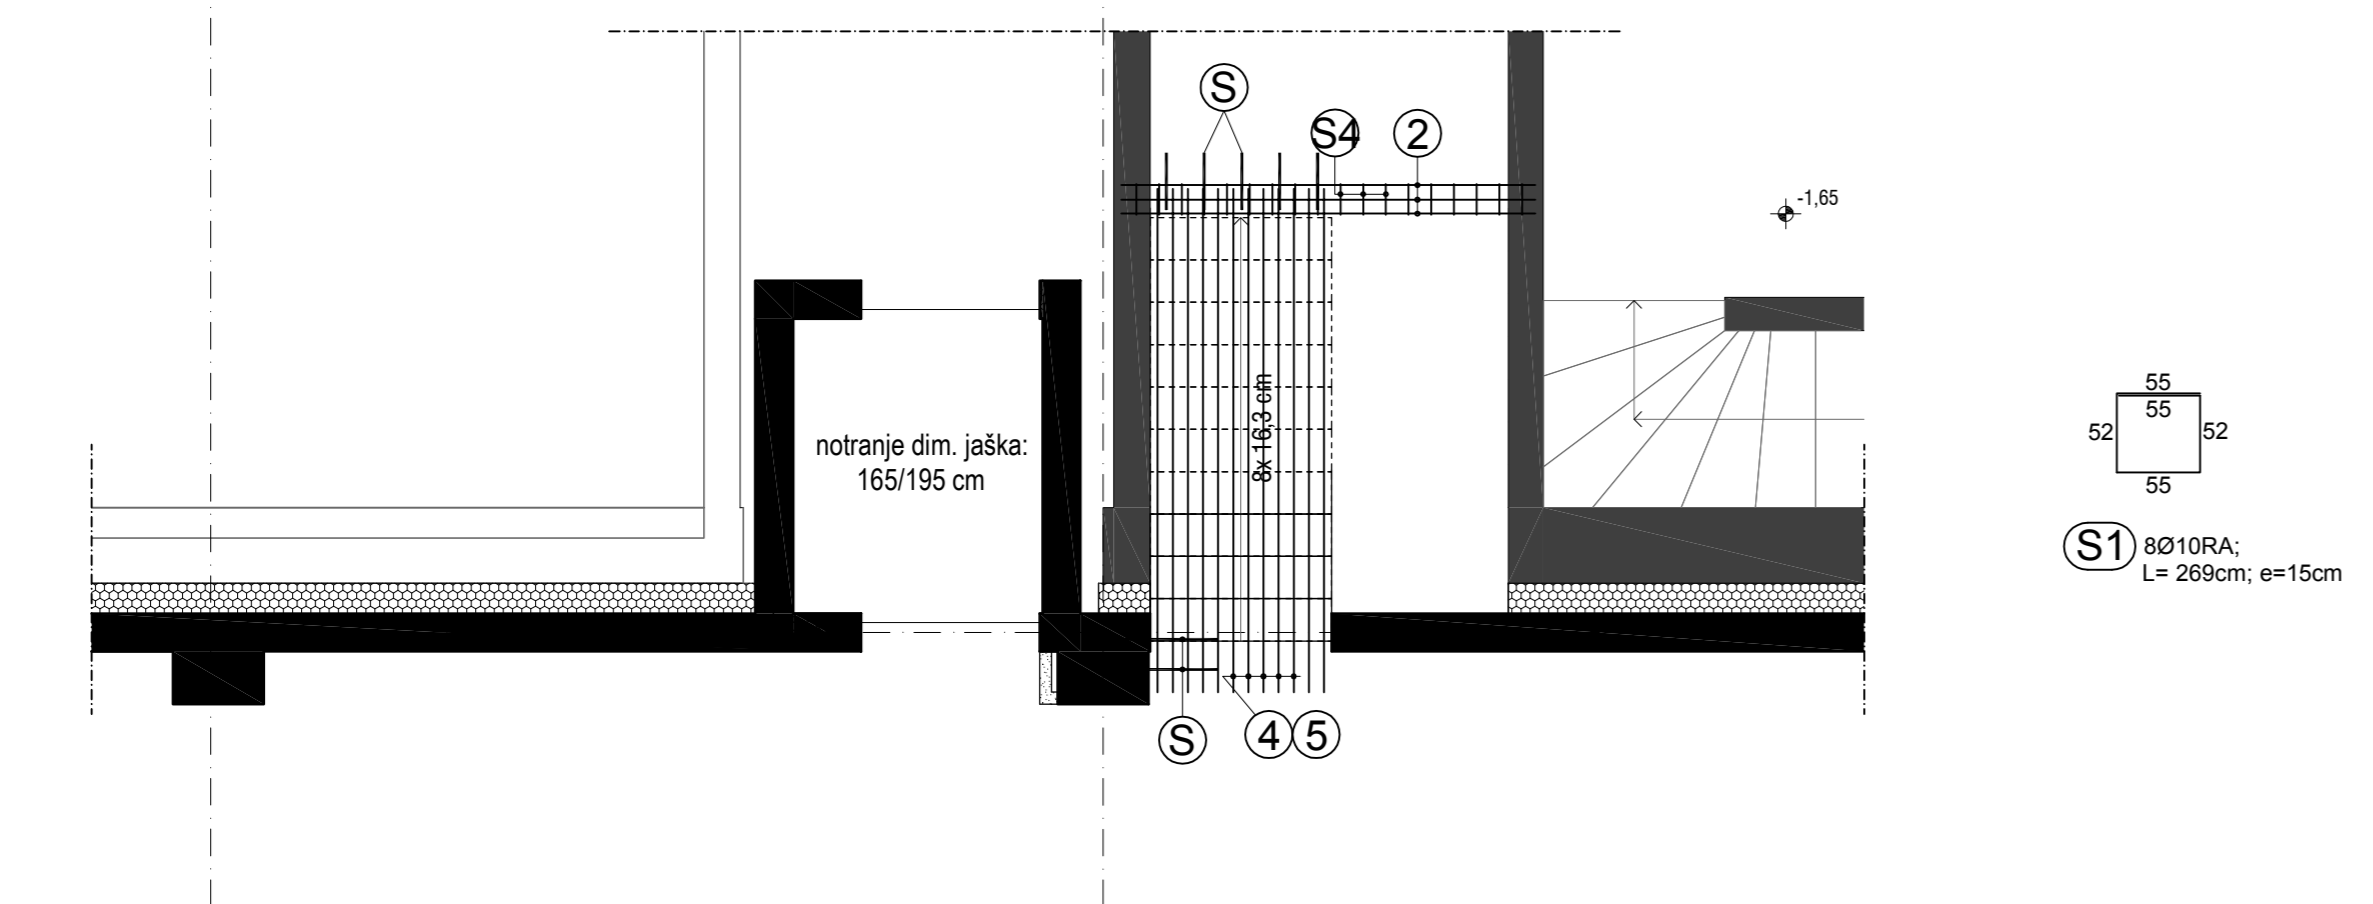 S
S4
2
-1,65
8x 16,3 cm
notranje dim. jaška:
165/195 cm
55
55
52
52
55
S1
8Ø10RA;
L= 269cm; e=15cm
S
4
5